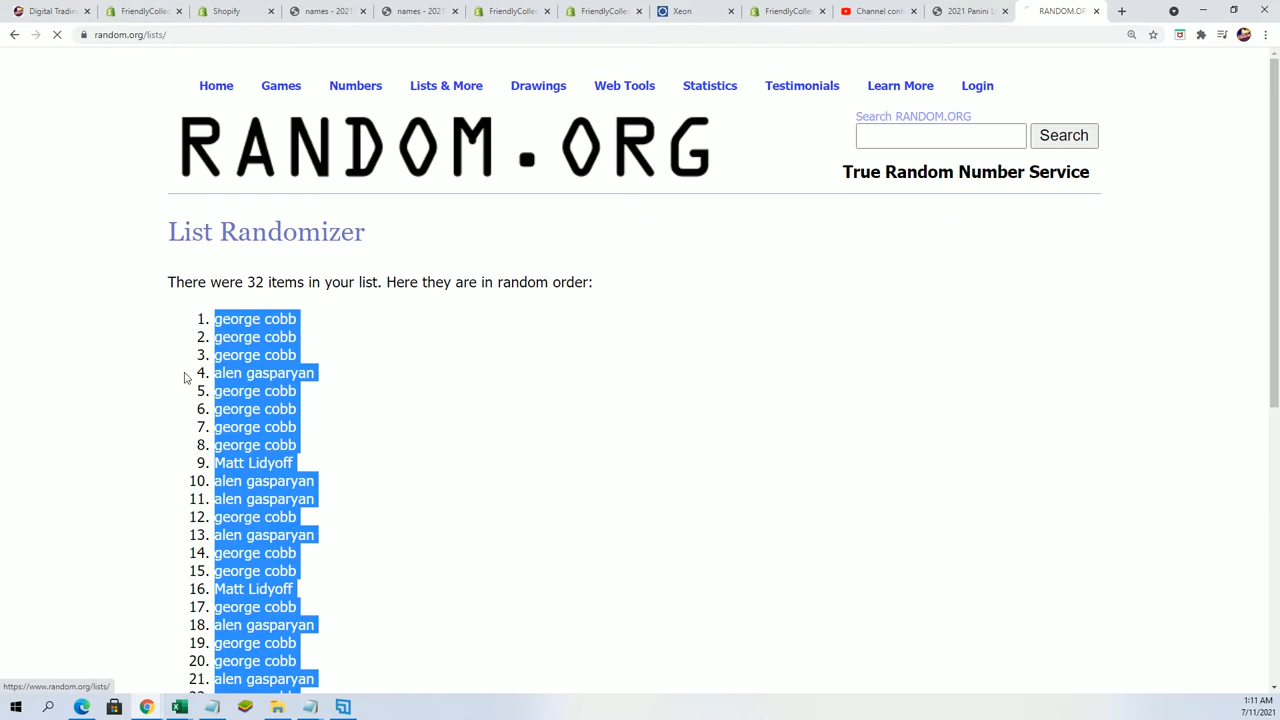 Digital Trading
FriendlyCollec
Shopify
names - 2021
names - 2021
FriendlyCollec
FriendlyCollec
Xeon
FriendlyCollec
Channel cont
2021 Panini L
RANDOM.OR
random.org/lists/
Home Games Numbers Lists & More Drawings Web Tools Statistics Testimonials Learn More Login
RANDOM.ORG
Search RANDOM.ORG
Search
True Random Number Service
List Randomizer
There were 32 items in your list. Here they are in random order:
1. george cobb
2. george cobb
3. george cobb
4. alen gasparyan
5. george cobb
6. george cobb
7. george cobb
8. george cobb
9. Matt Lidyoff
10. alen gasparyan
11. alen gasparyan
12. george cobb
13. alen gasparyan
14. george cobb
15. george cobb
16. Matt Lidyoff
17. george cobb
18. alen gasparyan
19. george cobb
20. george cobb
21. alen gasparyan
https://www.random.org/lists/
1:11 AM
7/11/2021